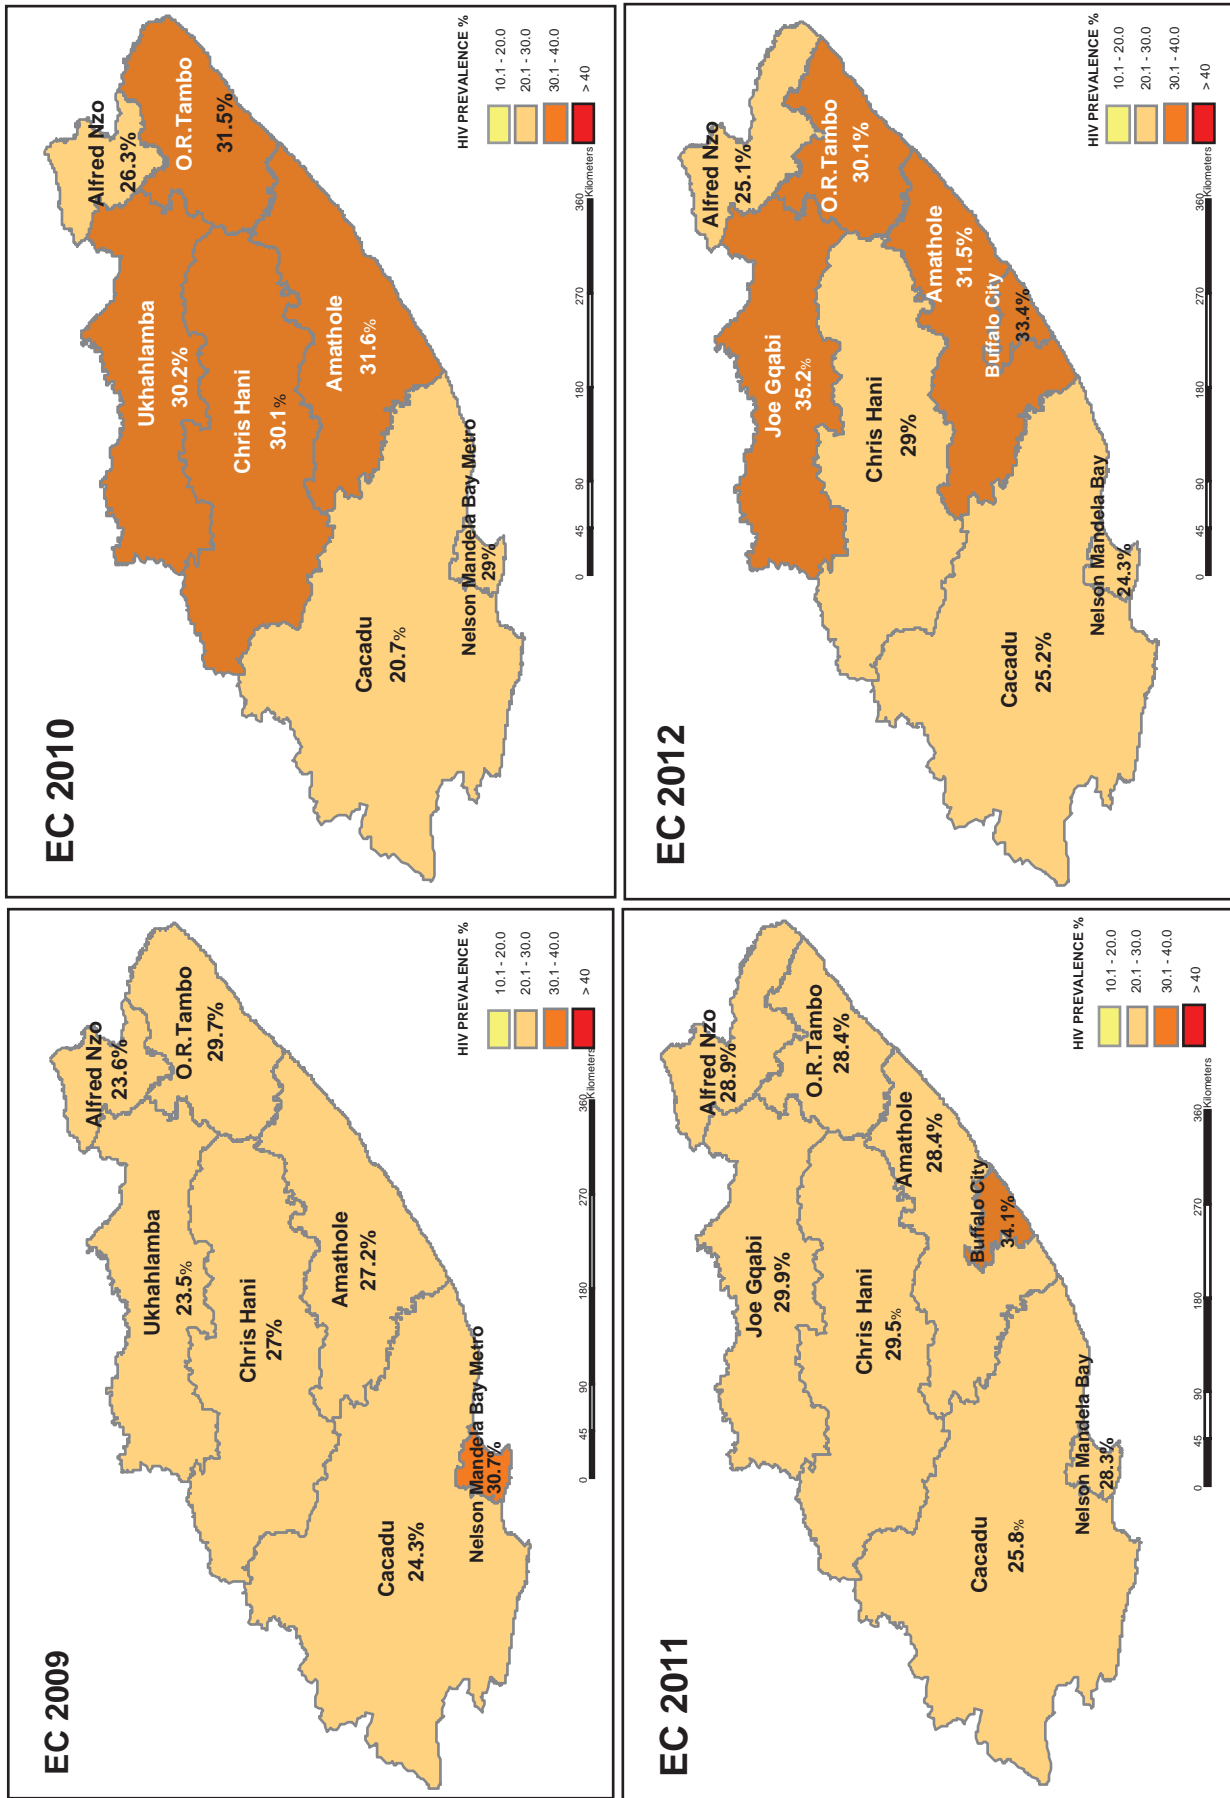 EC 2009
Alfred Nzo
23.6%
O.R.Tambo
29.7%
Ukhahlamba
23.5%
Chris Hani
27%
Amathole
27.2%
Cacadu
24.3%
Nelson Mandela Bay Metro
30.7%
HIV PREVALENCE %
10.1 - 20.0
20.1 - 30.0
30.1 - 40.0
> 40
0 45 90 180 270 360
Kilometers
EC 2010
Alfred Nzo
26.3%
O.R.Tambo
31.5%
Ukhahlamba
30.2%
Chris Hani
30.1%
Amathole
31.6%
Cacadu
20.7%
Nelson Mandela Bay Metro
29%
HIV PREVALENCE %
10.1 - 20.0
20.1 - 30.0
30.1 - 40.0
> 40
0 45 90 180 270 360
Kilometers
EC 2011
Alfred Nzo
28.9%
O.R.Tambo
28.4%
Joe Gqabi
29.9%
Chris Hani
29.5%
Amathole
28.4%
Buffalo City
34.1%
Cacadu
25.8%
Nelson Mandela Bay
28.3%
HIV PREVALENCE %
10.1 - 20.0
20.1 - 30.0
30.1 - 40.0
> 40
0 45 90 180 270 360
Kilometers
EC 2012
Alfred Nzo
25.1%
O.R.Tambo
30.1%
Joe Gqabi
35.2%
Chris Hani
29%
Amathole
31.5%
Buffalo City
33.4%
Cacadu
25.2%
Nelson Mandela Bay
24.3%
HIV PREVALENCE %
10.1 - 20.0
20.1 - 30.0
30.1 - 40.0
> 40
0 45 90 180 270 360
Kilometers